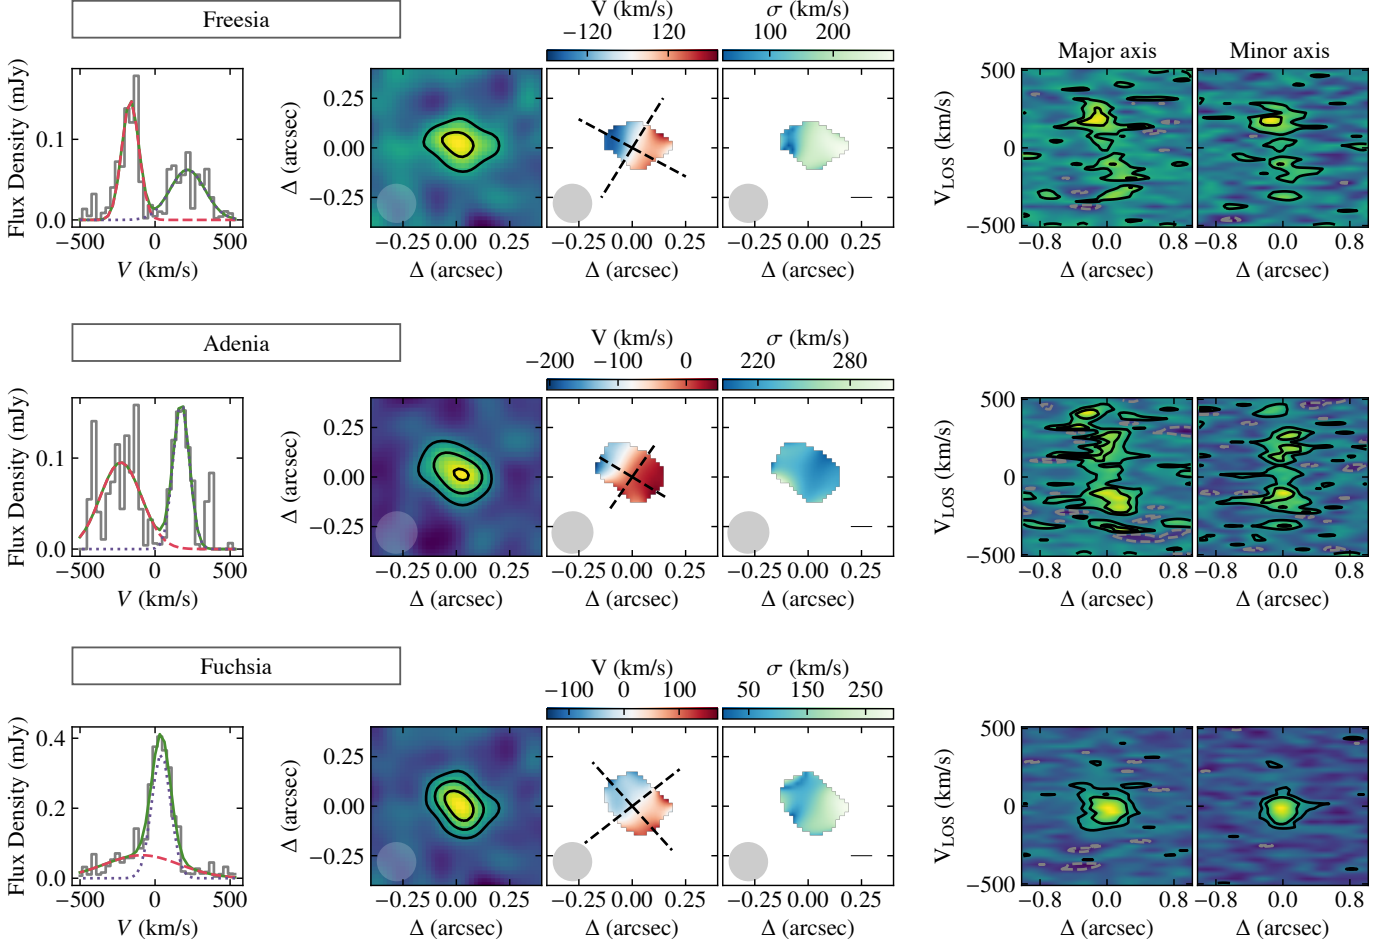 Freesia
V (km/s)
σ (km/s)
−120 120
100 200
Major axis
Minor axis
Flux Density (mJy)
0.1
0.0
−500 0 500
V (km/s)
Δ (arcsec)
0.25
0.00
−0.25
−0.25 0.00 0.25
Δ (arcsec)
0.25
Δ (arcsec)
0.25
Δ (arcsec)
V_LOS (km/s)
500
0
−500
−0.8 0.0 0.8
Δ (arcsec)
−0.8 0.0 0.8
Δ (arcsec)
Adenia
V (km/s)
σ (km/s)
−200 −100 0
220 280
Flux Density (mJy)
0.1
0.0
−500 0 500
V (km/s)
Δ (arcsec)
0.25
0.00
−0.25
−0.25 0.00 0.25
Δ (arcsec)
−0.25 0.00 0.25
Δ (arcsec)
−0.25 0.00 0.25
Δ (arcsec)
V_LOS (km/s)
500
0
−500
−0.8 0.0 0.8
Δ (arcsec)
−0.8 0.0 0.8
Δ (arcsec)
Fuchsia
V (km/s)
σ (km/s)
−100 0 100
50 150 250
Flux Density (mJy)
0.4
0.2
0.0
−500 0 500
V (km/s)
Δ (arcsec)
0.25
0.00
−0.25
−0.25 0.00 0.25
Δ (arcsec)
−0.25 0.00 0.25
Δ (arcsec)
−0.25 0.00 0.25
Δ (arcsec)
V_LOS (km/s)
500
0
−500
−0.8 0.0 0.8
Δ (arcsec)
−0.8 0.0 0.8
Δ (arcsec)